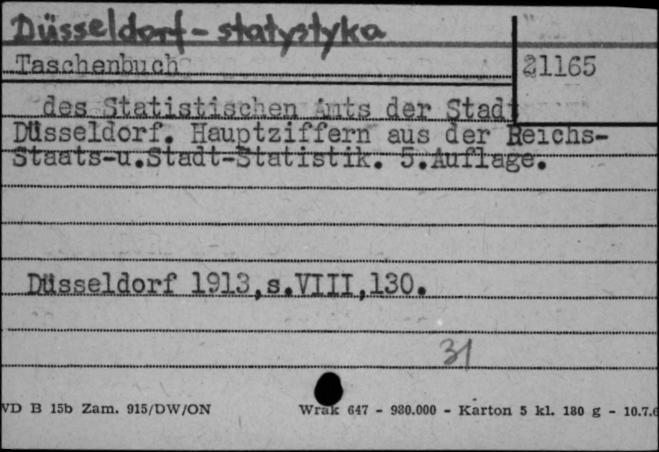 Düsseldorf - statystyka
Taschenbuch
21165
des Statistischen Amts der Stadt
Düsseldorf. Hauptziffern aus der Reichs-
Staats-u.Stadt-Statistik. 5.Auflage.
Düsseldorf 1913,s.VIII,130.
31
WD B 15b Zam. 915/DW/ON Wrak 647 - 980.000 - Karton 5 kl. 180 g - 10.7.6